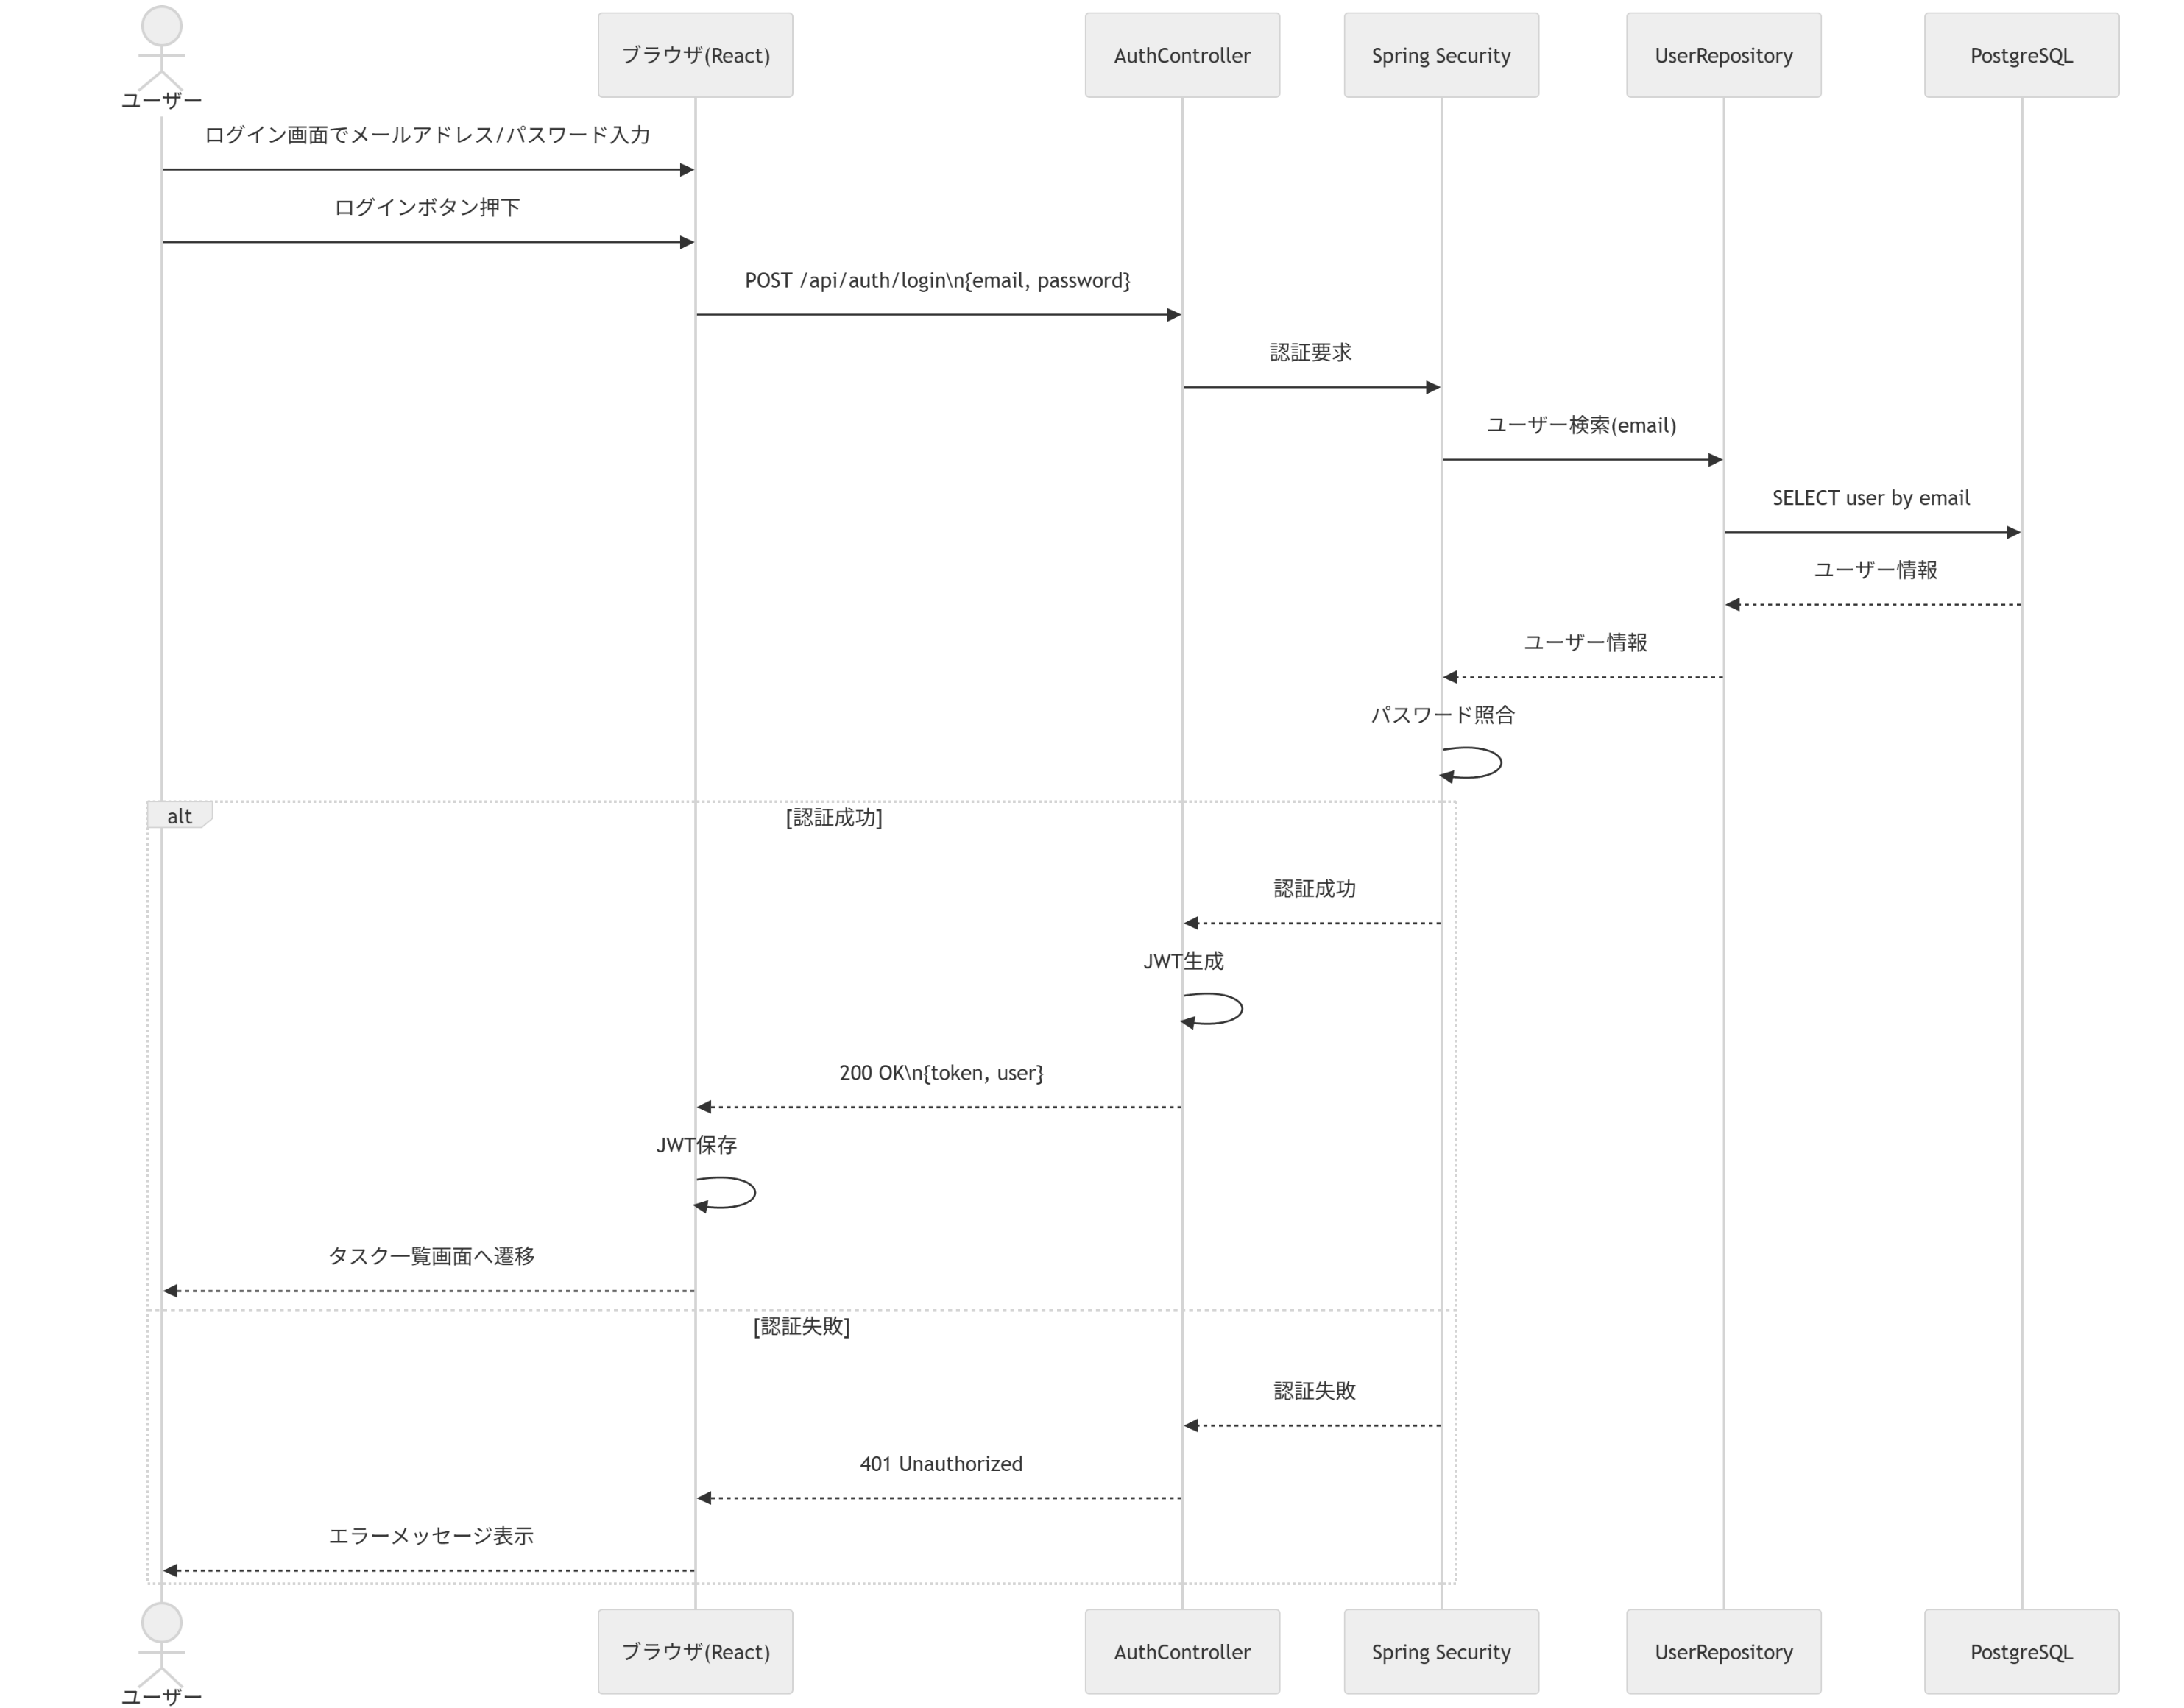 ユーザー
ブラウザ(React)
AuthController
Spring Security
UserRepository
PostgreSQL
ログイン画面でメールアドレス/パスワード入力
ログインボタン押下
POST /api/auth/login\n{email, password}
認証要求
ユーザー検索(email)
SELECT user by email
ユーザー情報
ユーザー情報
パスワード照合
alt
[認証成功]
認証成功
JWT生成
200 OK\n{token, user}
JWT保存
タスク一覧画面へ遷移
[認証失敗]
認証失敗
401 Unauthorized
エラーメッセージ表示
ユーザー
ブラウザ(React)
AuthController
Spring Security
UserRepository
PostgreSQL